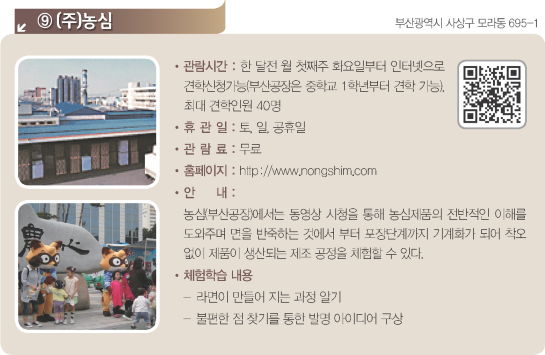 ⑨ (주)농심
부산광역시 사상구 모라동 695-1
• 관람시간 : 한 달전 월 첫째주 화요일부터 인터넷으로
견학신청가능(부산공장은 중학교 1학년부터 견학 가능),
최대 견학인원 40명
• 휴 관 일 : 토, 일, 공휴일
• 관 람 료 : 무료
• 홈페이지 : http://www.nongshim.com
• 안 내 :
농심(부산공장)에서는 동영상 시청을 통해 농심제품의 전반적인 이해를
도와주며 면을 반죽하는 것에서 부터 포장단계까지 기계화가 되어 착오
없이 제품이 생산되는 제조 공정을 체험할 수 있다.
• 체험학습 내용
- 라면이 만들어 지는 과정 알기
- 불편한 점 찾기를 통한 발명 아이디어 구상
農心